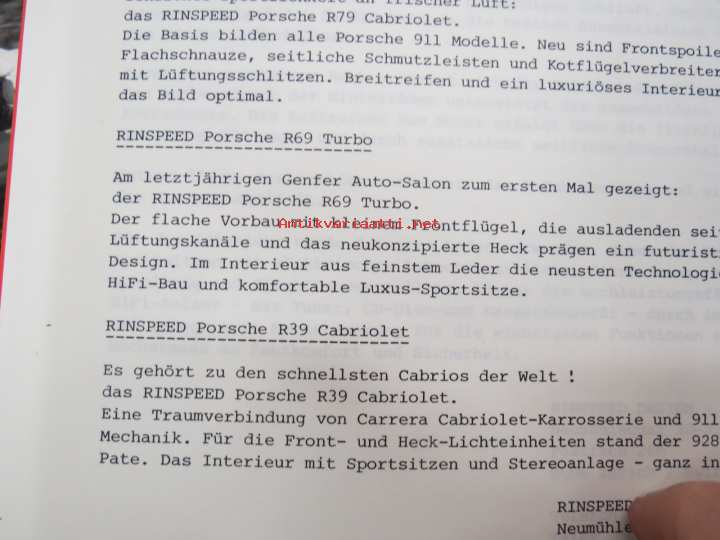 das RINSPEED Porsche R79 Cabriolet.
Die Basis bilden alle Porsche 911 Modelle. Neu sind Frontspoile
Flachschnauze, seitliche Schmutzleisten und Kotflügelverbreiter
mit Lüftungsschlitzen. Breitreifen und ein luxuriöses Interieur
das Bild optimal.
RINSPEED Porsche R69 Turbo
Am letztjährigen Genfer Auto-Salon zum ersten Mal gezeigt:
der RINSPEED Porsche R69 Turbo.
Der flache Vorbau mit breitem Frontflügel, die ausladenden sei
Antikvariaatti.net
Lüftungskanäle und das neukonzipierte Heck prägen ein futuristi
Design. Im Interieur aus feinstem Leder die neusten Technologi
HiFi-Bau und komfortable Luxus-Sportsitze.
RINSPEED Porsche R39 Cabriolet
Es gehört zu den schnellsten Cabrios der Welt !
das RINSPEED Porsche R39 Cabriolet.
Eine Traumverbindung von Carrera Cabriolet-Karrosserie und 911
Mechanik. Für die Front- und Heck-Lichteinheiten stand der 928
Pate. Das Interieur mit Sportsitzen und Stereoanlage - ganz in
RINSPEED
Neumühle